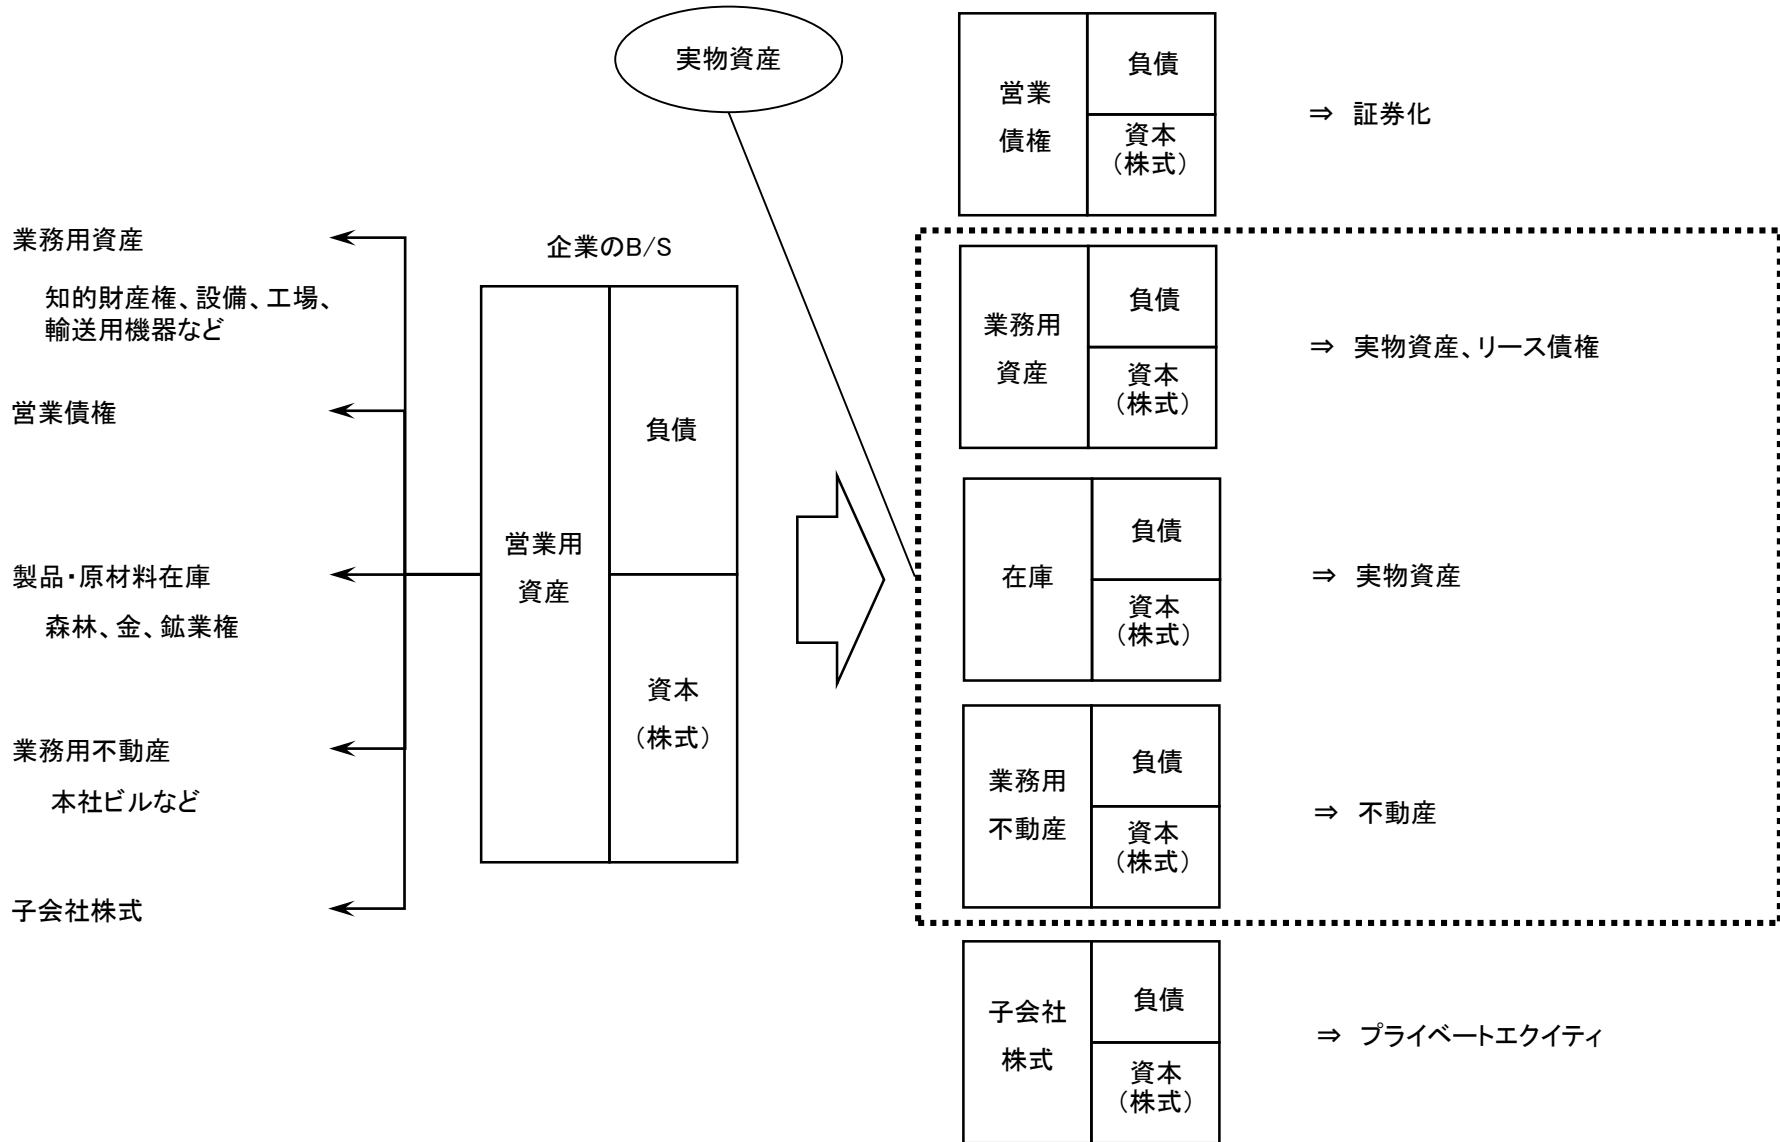 実物資産
業務用資産
知的財産権、設備、工場、
輸送用機器など
営業債権
製品・原材料在庫
森林、金、鉱業権
業務用不動産
本社ビルなど
子会社株式
企業のB/S
営業用
資産
負債
資本
（株式）
営業
債権
負債
資本
（株式）
⇒ 証券化
業務用
資産
負債
資本
（株式）
⇒ 実物資産、リース債権
在庫
負債
資本
（株式）
⇒ 実物資産
業務用
不動産
負債
資本
（株式）
⇒ 不動産
子会社
株式
負債
資本
（株式）
⇒ プライベートエクイティ